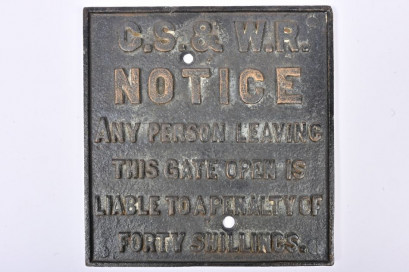 G.S.& W.R.
NOTICE
ANY PERSON LEAVING
THIS GATE OPEN IS
LIABLE TO A PENALTY OF
FORTY SHILLINGS.